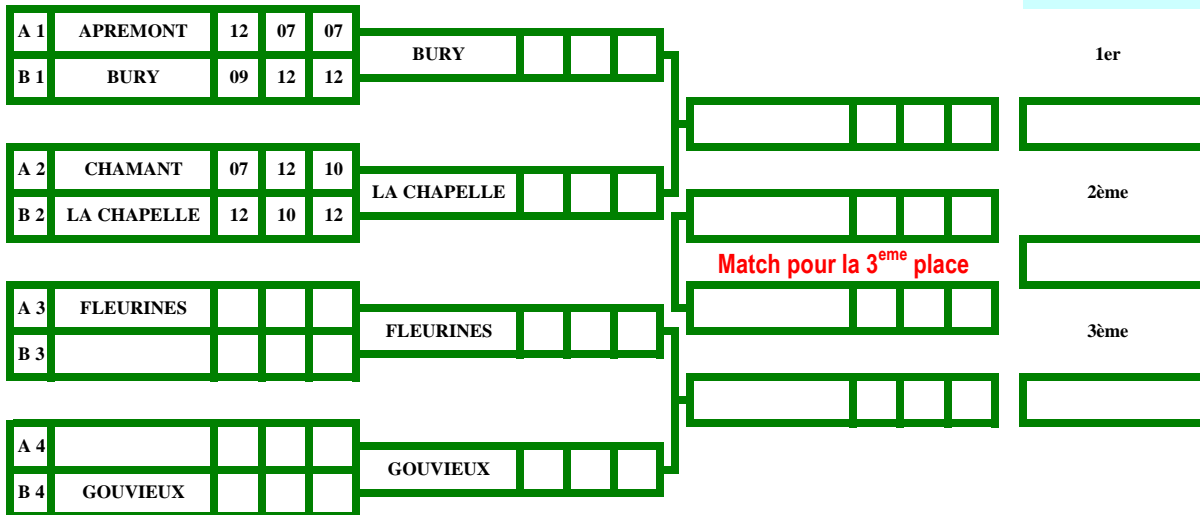 A 1 APREMONT 12 07 07
B 1 BURY 09 12 12
BURY
1er
A 2 CHAMANT 07 12 10
B 2 LA CHAPELLE 12 10 12
LA CHAPELLE
2ème
Match pour la 3eme place
A 3 FLEURINES
B 3
FLEURINES
3ème
A 4
B 4 GOUVIEUX
GOUVIEUX